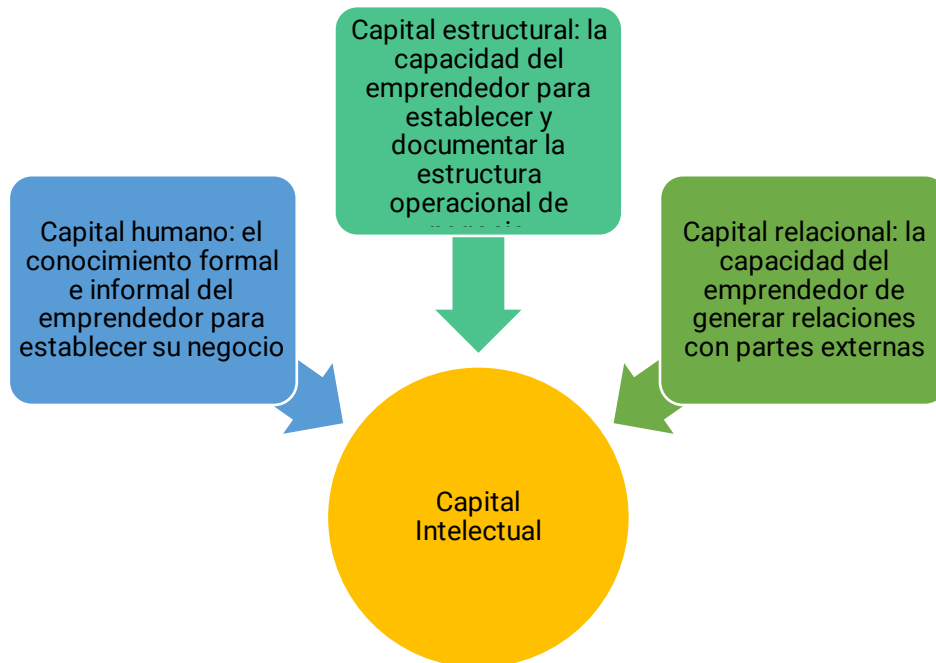 Capital estructural: la
capacidad del
emprendedor para
establecer y
documentar la
estructura
operacional de
Capital humano: el
conocimiento formal
e informal del
emprendedor para
establecer su negocio
Capital relacional: la
capacidad del
emprendedor de
generar relaciones
con partes externas
Capital
Intelectual